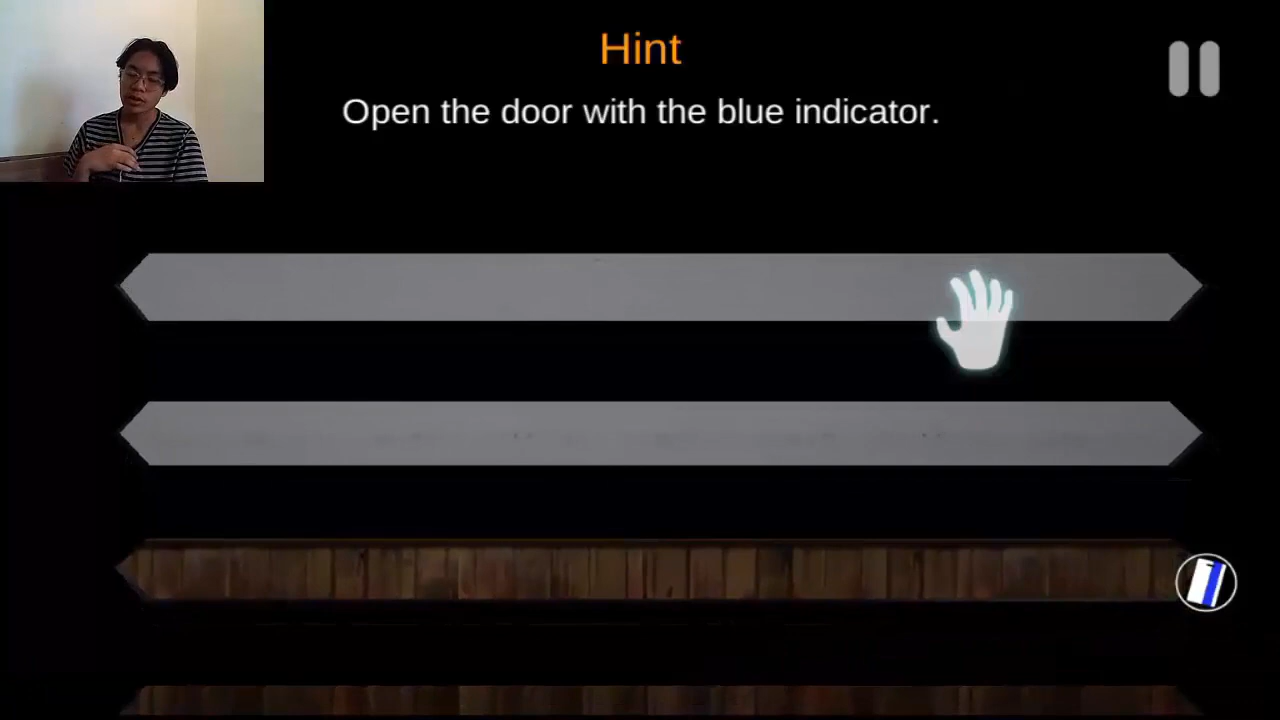 Hint
Open the door with the blue indicator.